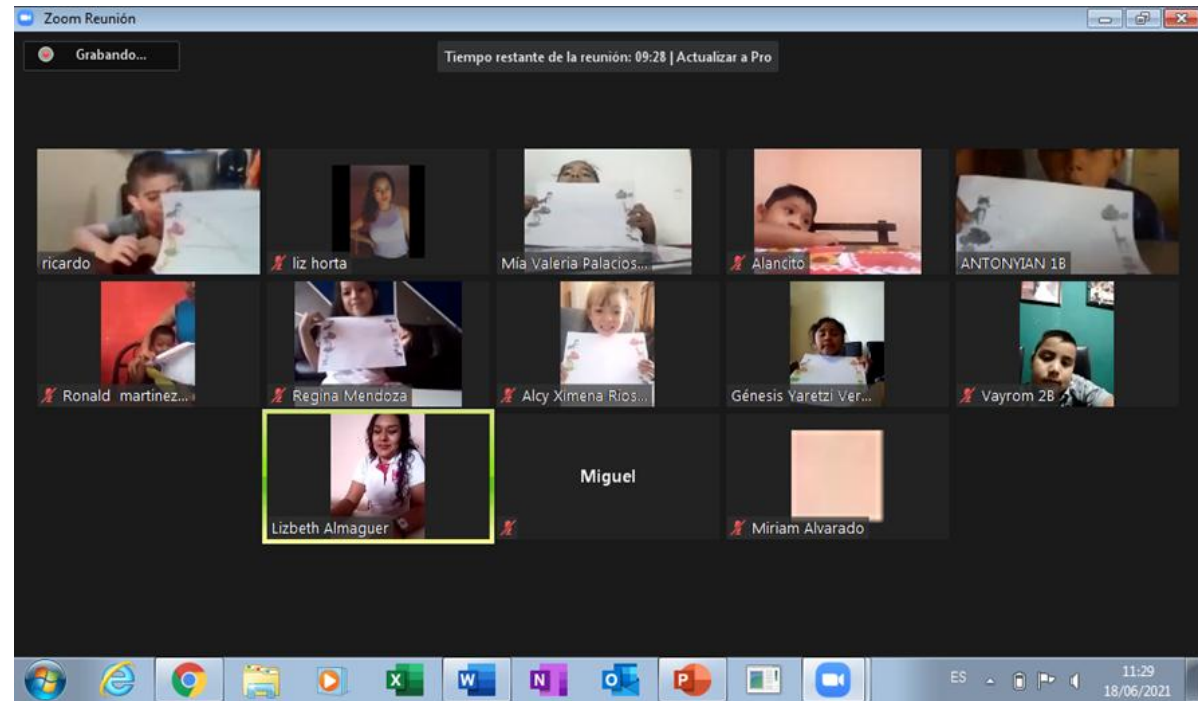 Zoom Reunión
Grabando...
Tiempo restante de la reunión: 09:28 | Actualizar a Pro
ricardo
liz horta
Mía Valeria Palacios...
Alancito
ANTONYIAN 1B
Ronald martinez...
Regina Mendoza
Alcy Ximena Rios...
Génesis Yaretzi Ver...
Vayrom 2B
Lizbeth Almaguer
Miguel
Miriam Alvarado
X
W
N
O
P
ES
11:29
18/06/2021